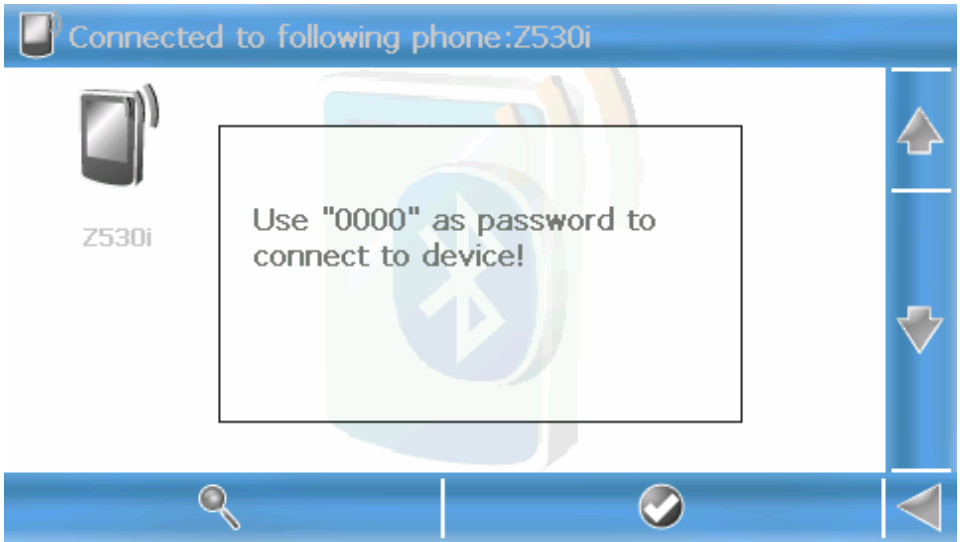 Connected to following phone:Z530i
Z530i
Use "0000" as password to
connect to device!